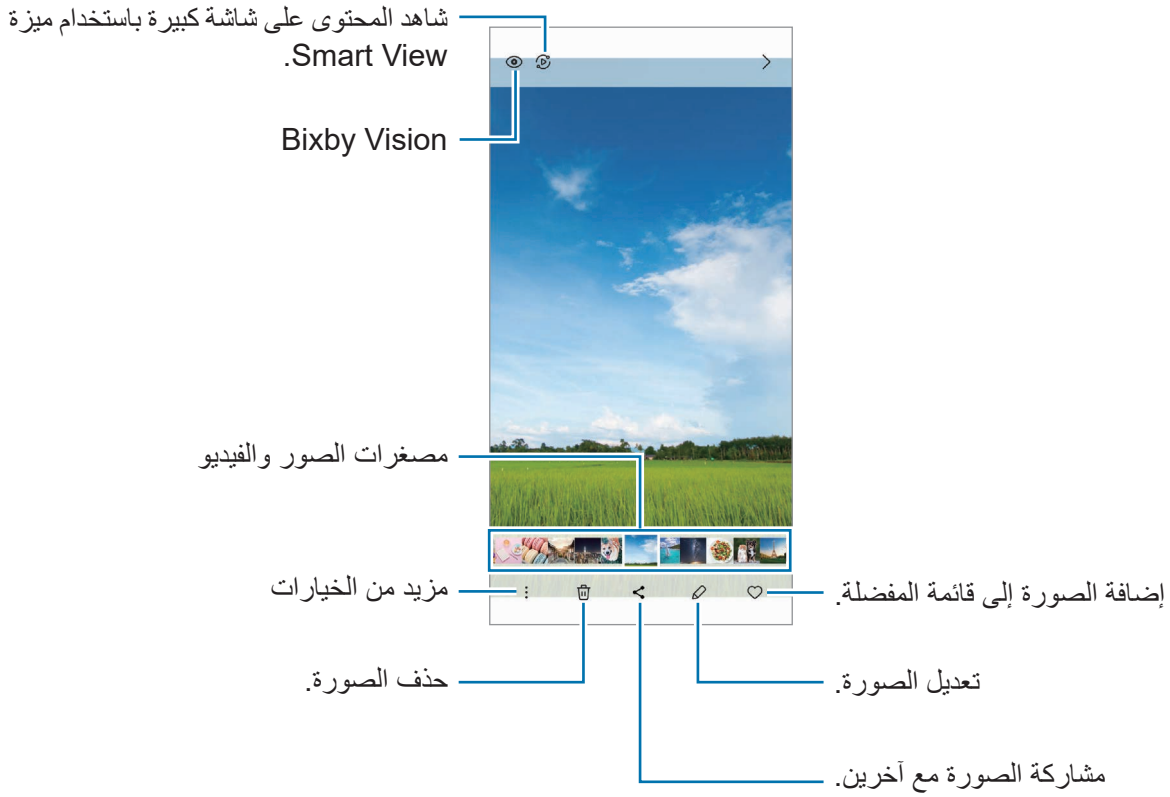 شاهد المحتوى على شاشة كبيرة باستخدام ميزة
Smart View.
Bixby Vision
مصغرات الصور والفيديو
مزيد من الخيارات
إضافة الصورة إلى قائمة المفضلة.
حذف الصورة.
تعديل الصورة.
مشاركة الصورة مع آخرين.